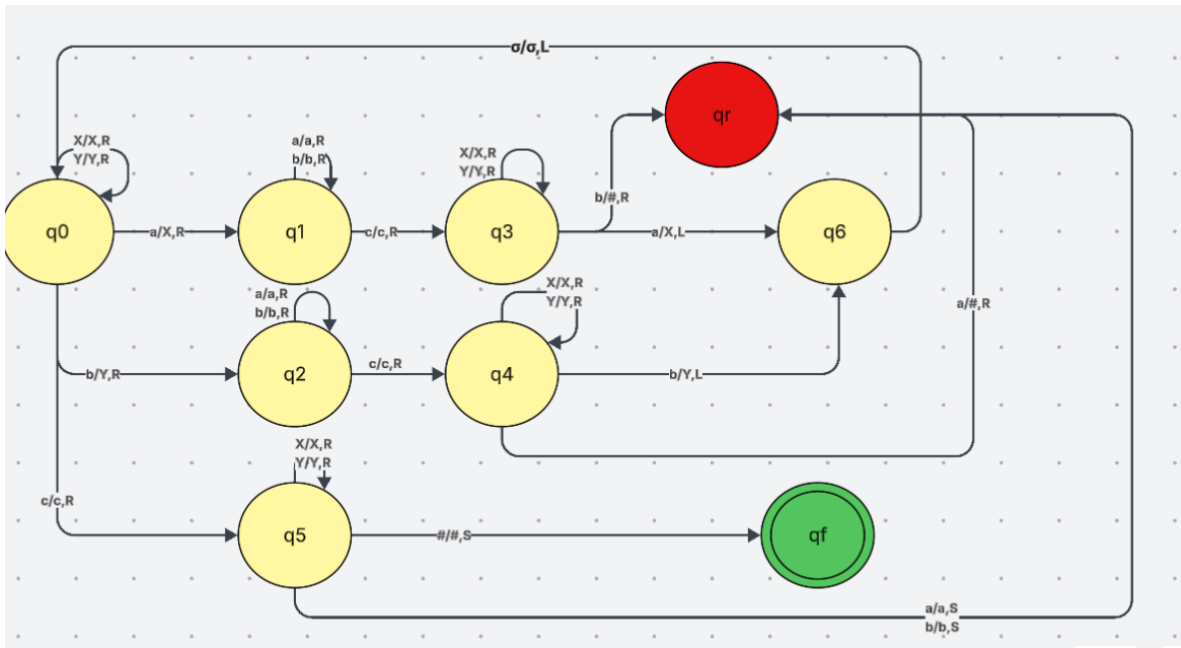 σ/σ,L
qr
X/X,R
Y/Y,R
a/a,R
b/b,R
X/X,R
Y/Y,R
b/#,R
q0
a/X,R
q1
c/c,R
q3
a/X,L
q6
a/a,R
b/b,R
X/X,R
Y/Y,R
a/#,R
b/Y,R
q2
c/c,R
q4
b/Y,L
X/X,R
Y/Y,R
c/c,R
q5
#/#,S
qf
a/a,S
b/b,S